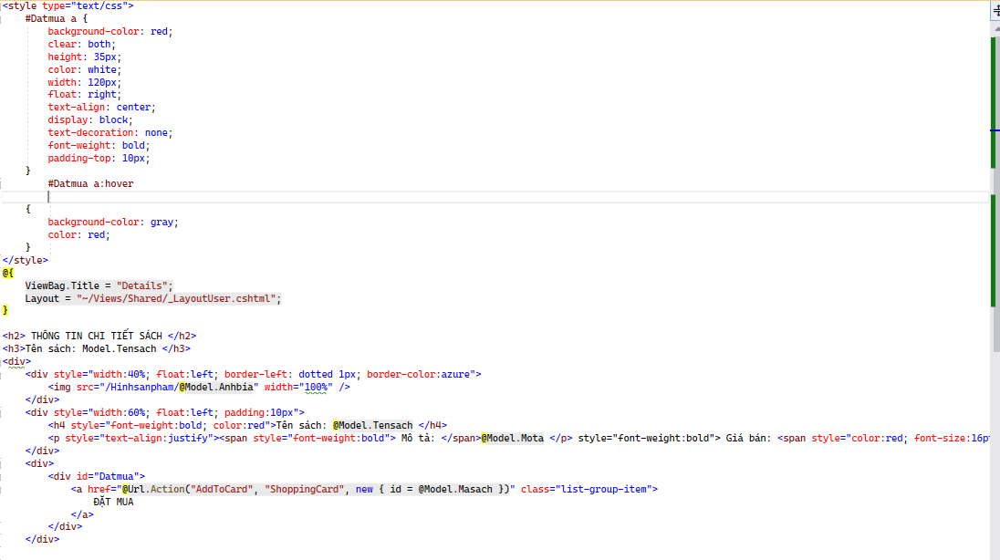 <style type="text/css">
    #Datmua a {
        background-color: red;
        clear: both;
        height: 35px;
        color: white;
        width: 120px;
        float: right;
        text-align: center;
        display: block;
        text-decoration: none;
        font-weight: bold;
        padding-top: 10px;
    }
        #Datmua a:hover
    {
        background-color: gray;
        color: red;
    }
</style>
@{
    ViewBag.Title = "Details";
    Layout = "~/Views/Shared/_LayoutUser.cshtml";
}
<h2> THÔNG TIN CHI TIẾT SÁCH </h2>
<h3>Tên sách: Model.Tensach </h3>
<div>
    <div style="width:40%; float:left; border-left: dotted 1px; border-color:azure">
        <img src="/Hinhsanpham/@Model.Anhbia" width="100%" />
    </div>
    <div style="width:60%; float:left; padding:10px">
        <h4 style="font-weight:bold; color:red">Tên sách: @Model.Tensach </h4>
        <p style="text-align:justify"><span style="font-weight:bold"> Mô tả: </span>@Model.Mota </p> style="font-weight:bold"> Giá bán: <span style="color:red; font-size:16p
    </div>
    <div>
        <div id="Datmua">
            <a href="@Url.Action("AddToCard", "ShoppingCard", new { id = @Model.Masach })" class="list-group-item">
                ĐẶT MUA
            </a>
        </div>
    </div>